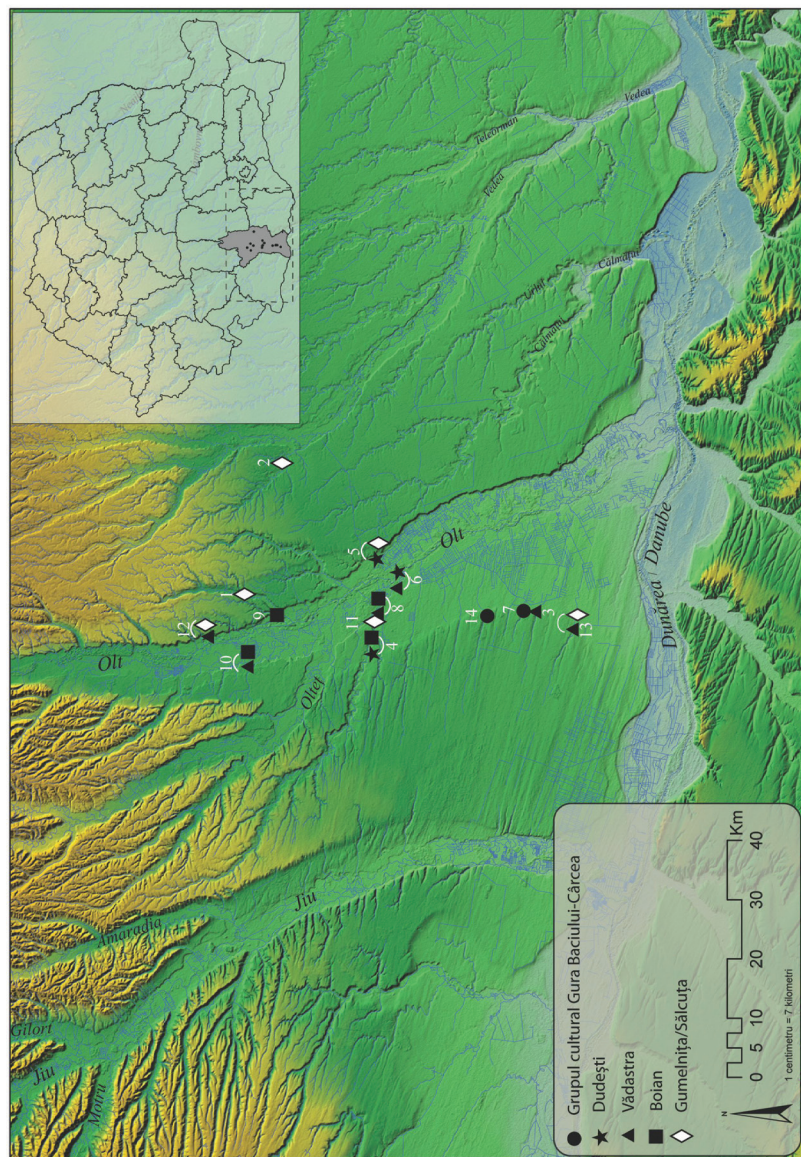 Gilort
Jiu
Motru
Amaradia
Olt
12
1
10
9
2
Jiu
Olteț
11
4
5
8
6
Olt
14
7
3
13
Teleorman
Vedea
Vedea
Călmățui
Călmățui
Dunărea
Danube
Grupul cultural Gura Baciului-Cârcea
Dudești
Vădastra
Boian
Gumelnița/Sălcuța
N
0 5 10 20 30 40 Km
1 centimetru = 7 kilometri